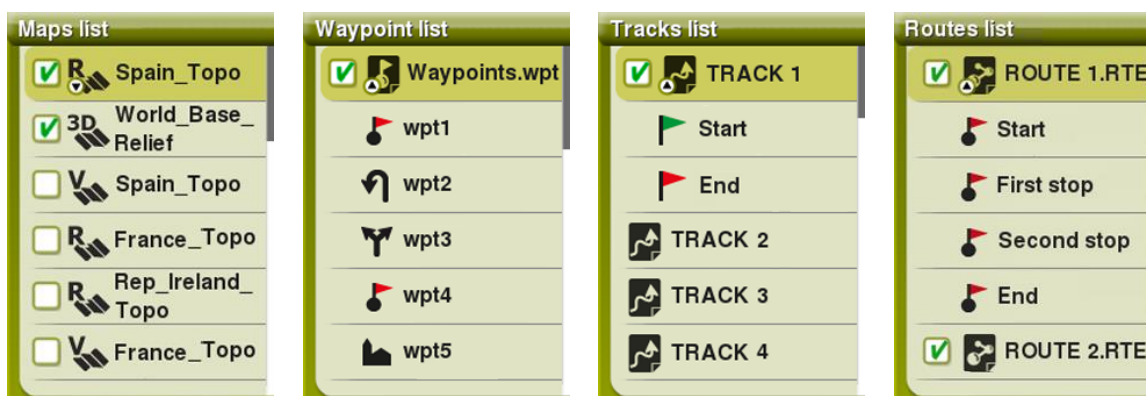 Maps list
R Spain_Topo
3D World_Base_
Relief
V Spain_Topo
R France_Topo
R Rep_Ireland_
Topo
V France_Topo
Waypoint list
Waypoints.wpt
wpt1
wpt2
wpt3
wpt4
wpt5
Tracks list
TRACK 1
Start
End
TRACK 2
TRACK 3
TRACK 4
Routes list
ROUTE 1.RTE
Start
First stop
Second stop
End
ROUTE 2.RTE